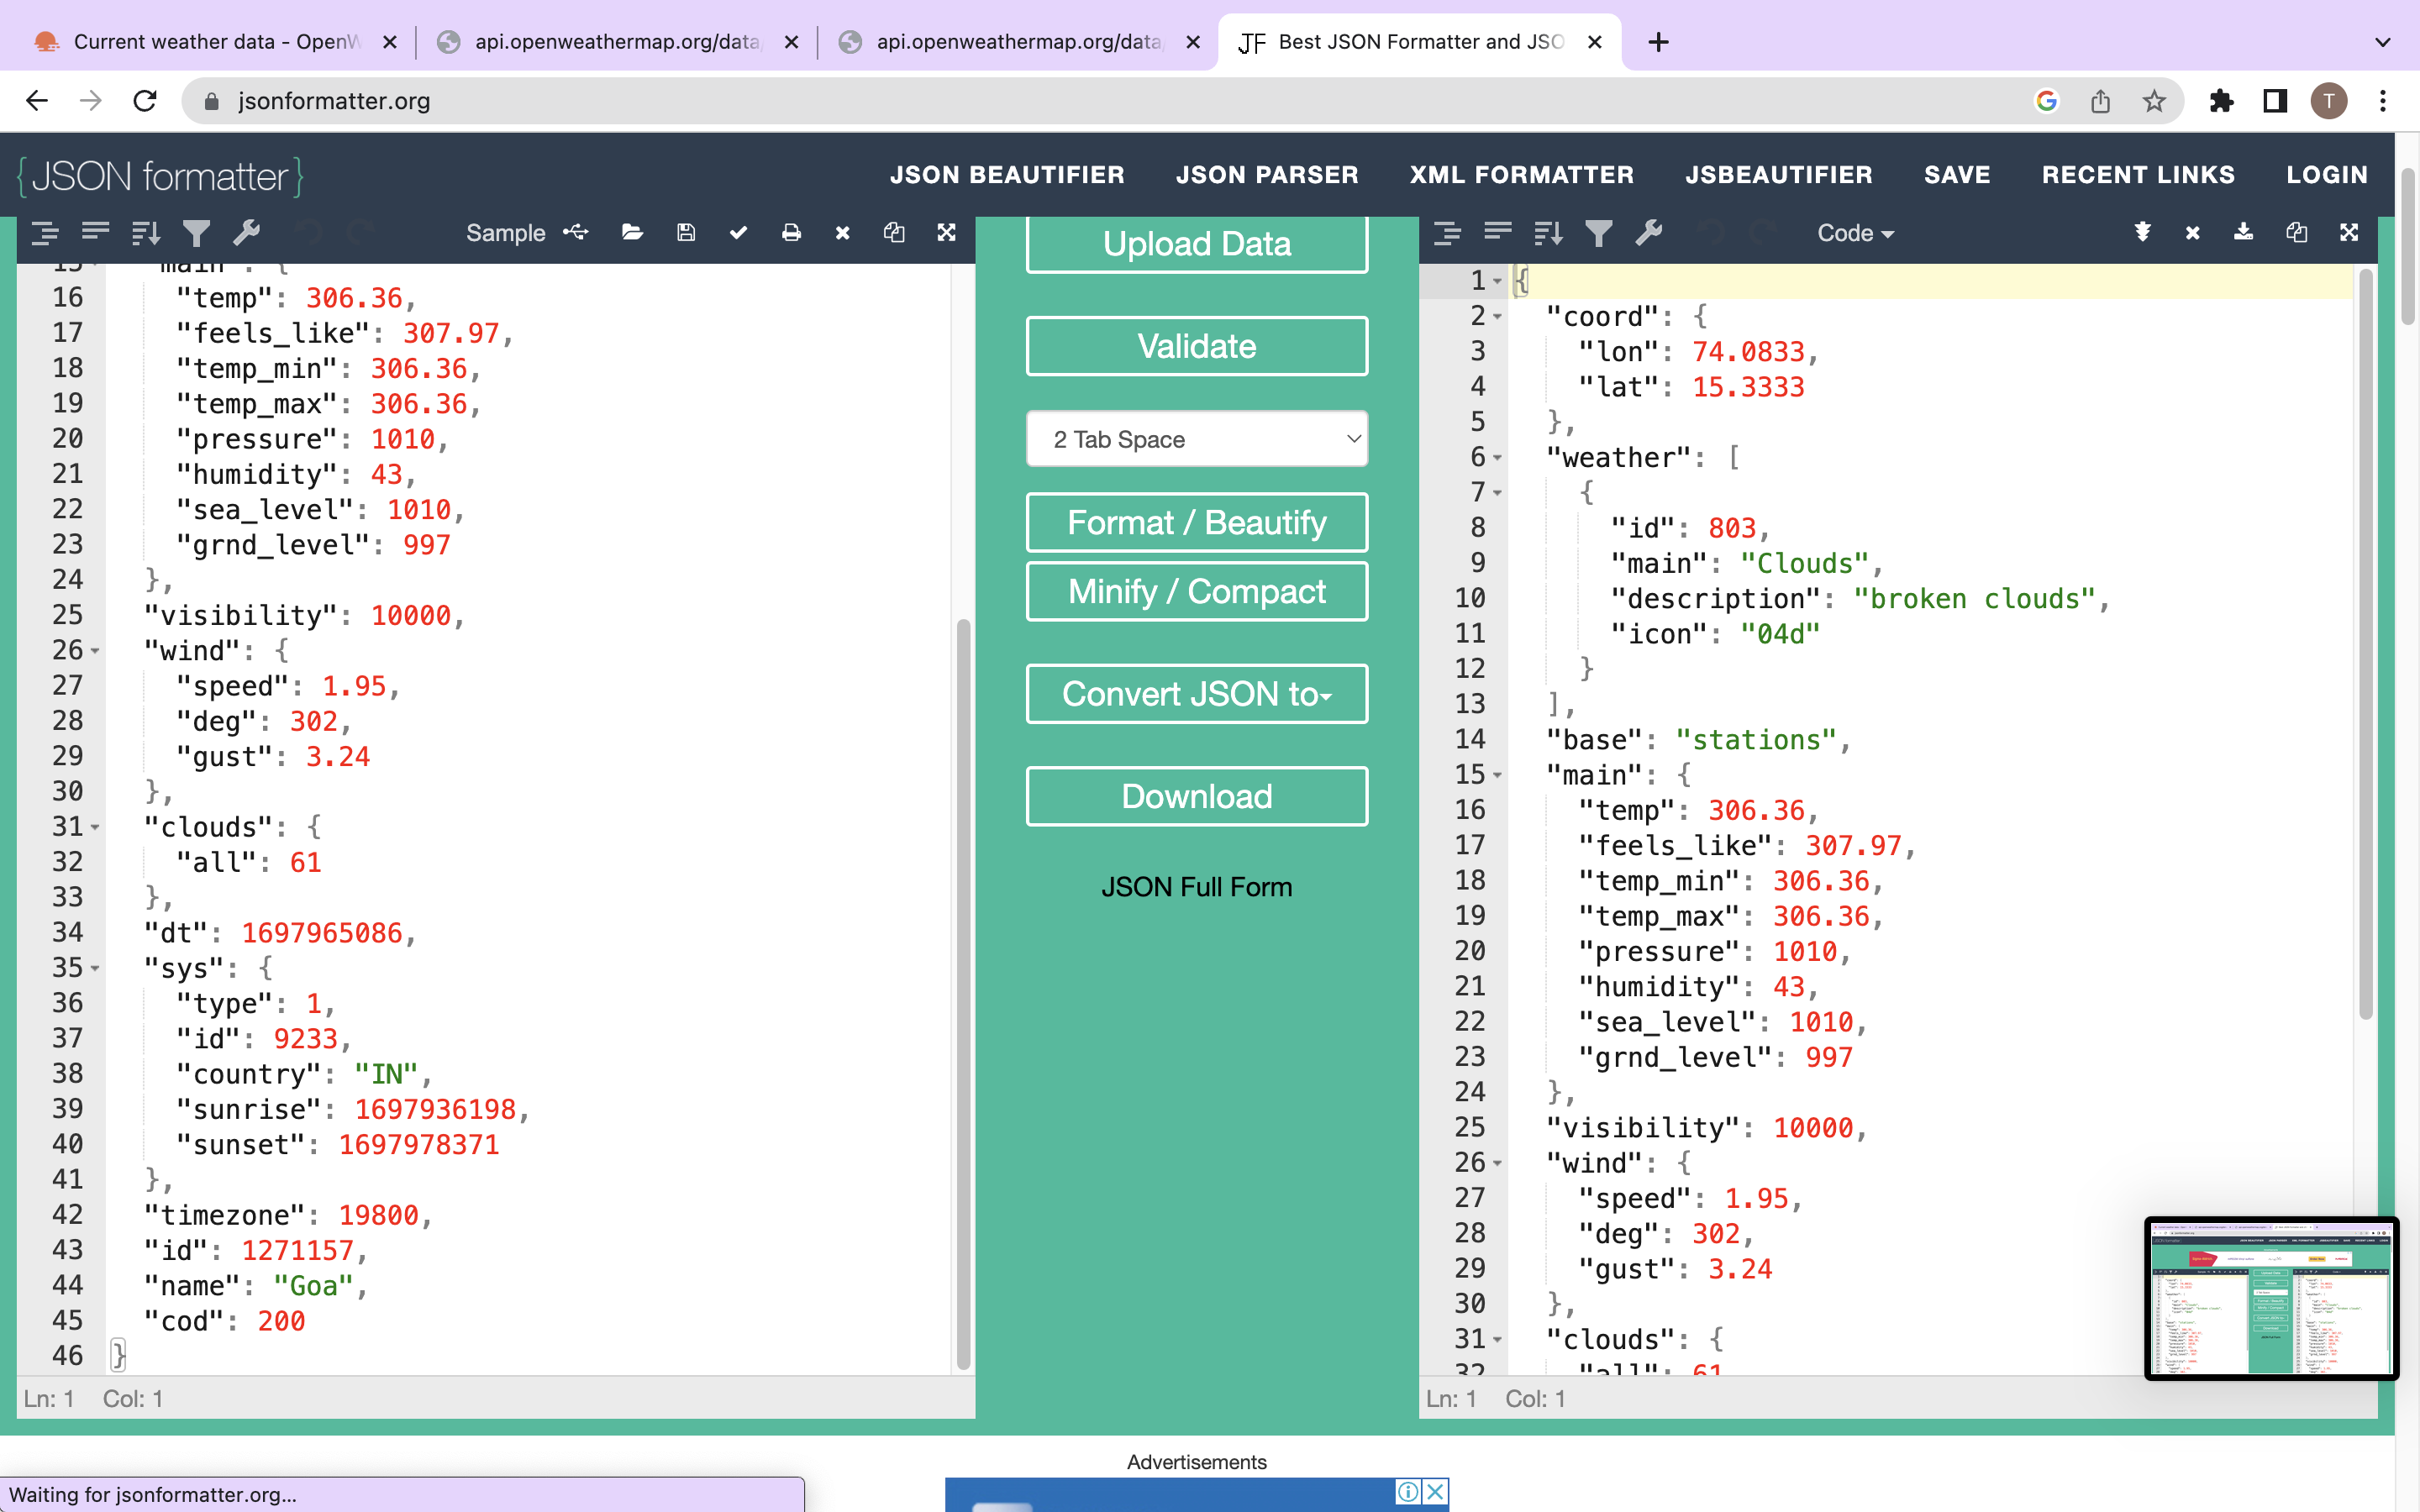 Current weather data - OpenW
api.openweathermap.org/data
api.openweathermap.org/data
JF Best JSON Formatter and JSO
jsonformatter.org
T
{JSON formatter}
JSON BEAUTIFIER
JSON PARSER
XML FORMATTER
JSBEAUTIFIER
SAVE
RECENT LINKS
LOGIN
Sample
15 "main": {
16 "temp": 306.36,
17 "feels_like": 307.97,
18 "temp_min": 306.36,
19 "temp_max": 306.36,
20 "pressure": 1010,
21 "humidity": 43,
22 "sea_level": 1010,
23 "grnd_level": 997
24 },
25 "visibility": 10000,
26 "wind": {
27 "speed": 1.95,
28 "deg": 302,
29 "gust": 3.24
30 },
31 "clouds": {
32 "all": 61
33 },
34 "dt": 1697965086,
35 "sys": {
36 "type": 1,
37 "id": 9233,
38 "country": "IN",
39 "sunrise": 1697936198,
40 "sunset": 1697978371
41 },
42 "timezone": 19800,
43 "id": 1271157,
44 "name": "Goa",
45 "cod": 200
46 }
Ln: 1 Col: 1
Upload Data
Validate
2 Tab Space
Format / Beautify
Minify / Compact
Convert JSON to
Download
JSON Full Form
Code
1 {
2 "coord": {
3 "lon": 74.0833,
4 "lat": 15.3333
5 },
6 "weather": [
7 {
8 "id": 803,
9 "main": "Clouds",
10 "description": "broken clouds",
11 "icon": "04d"
12 }
13 ],
14 "base": "stations",
15 "main": {
16 "temp": 306.36,
17 "feels_like": 307.97,
18 "temp_min": 306.36,
19 "temp_max": 306.36,
20 "pressure": 1010,
21 "humidity": 43,
22 "sea_level": 1010,
23 "grnd_level": 997
24 },
25 "visibility": 10000,
26 "wind": {
27 "speed": 1.95,
28 "deg": 302,
29 "gust": 3.24
30 },
31 "clouds": {
32 "all": 61
Ln: 1 Col: 1
Advertisements
Waiting for jsonformatter.org...